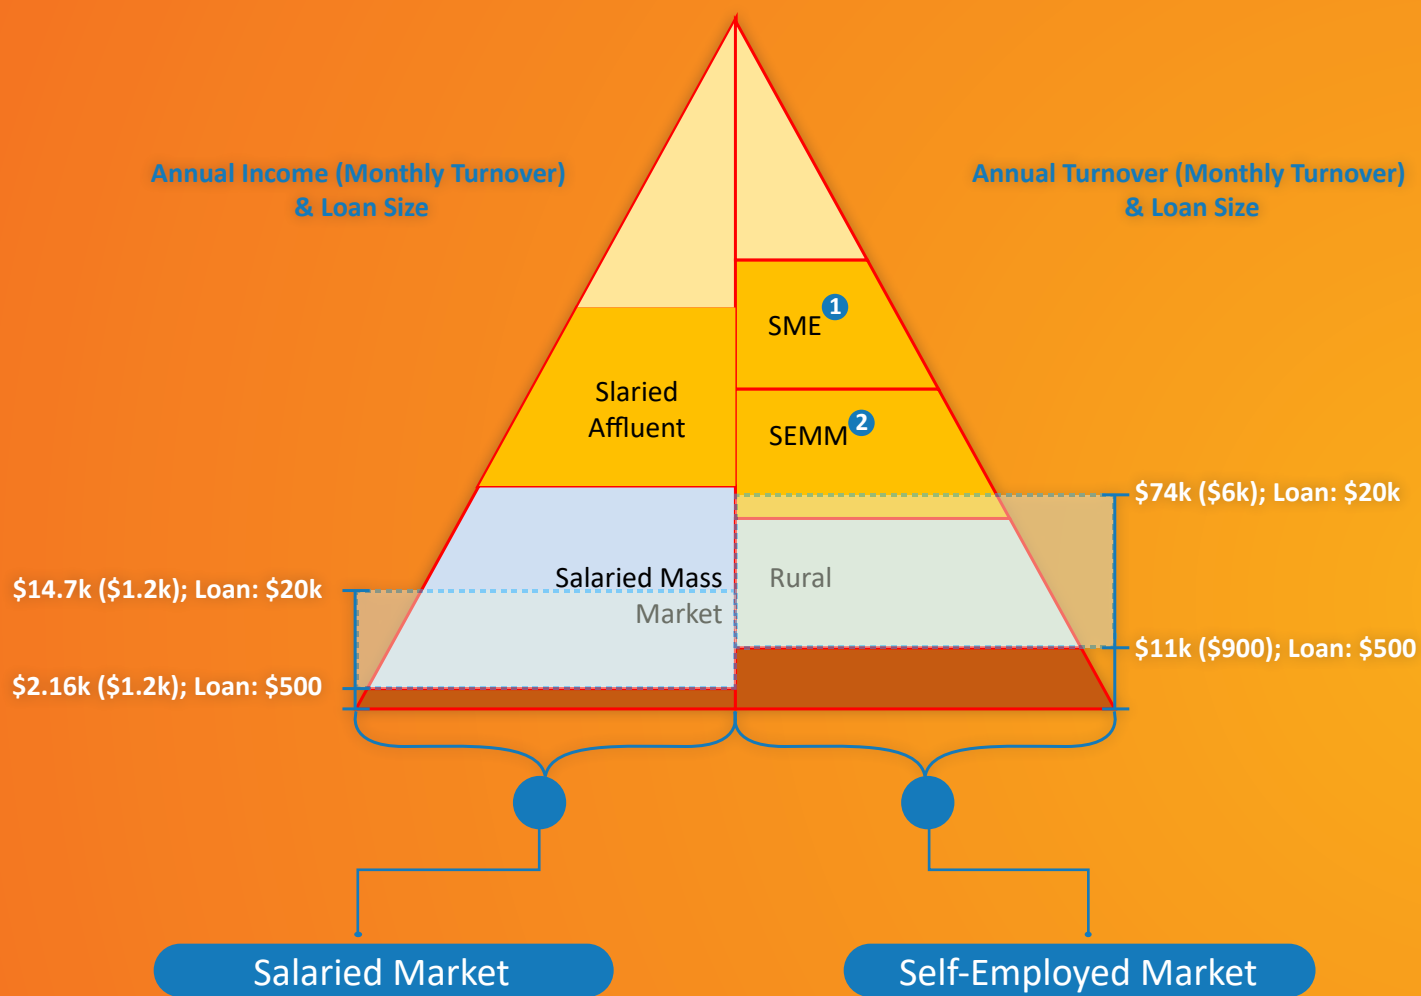 Annual Income (Monthly Turnover)
& Loan Size
Annual Turnover (Monthly Turnover)
& Loan Size
SME 1
Slaried
Affluent
SEMM 2
$74k ($6k); Loan: $20k
Salaried Mass
Market
Rural
$14.7k ($1.2k); Loan: $20k
$11k ($900); Loan: $500
$2.16k ($1.2k); Loan: $500
Salaried Market
Self-Employed Market